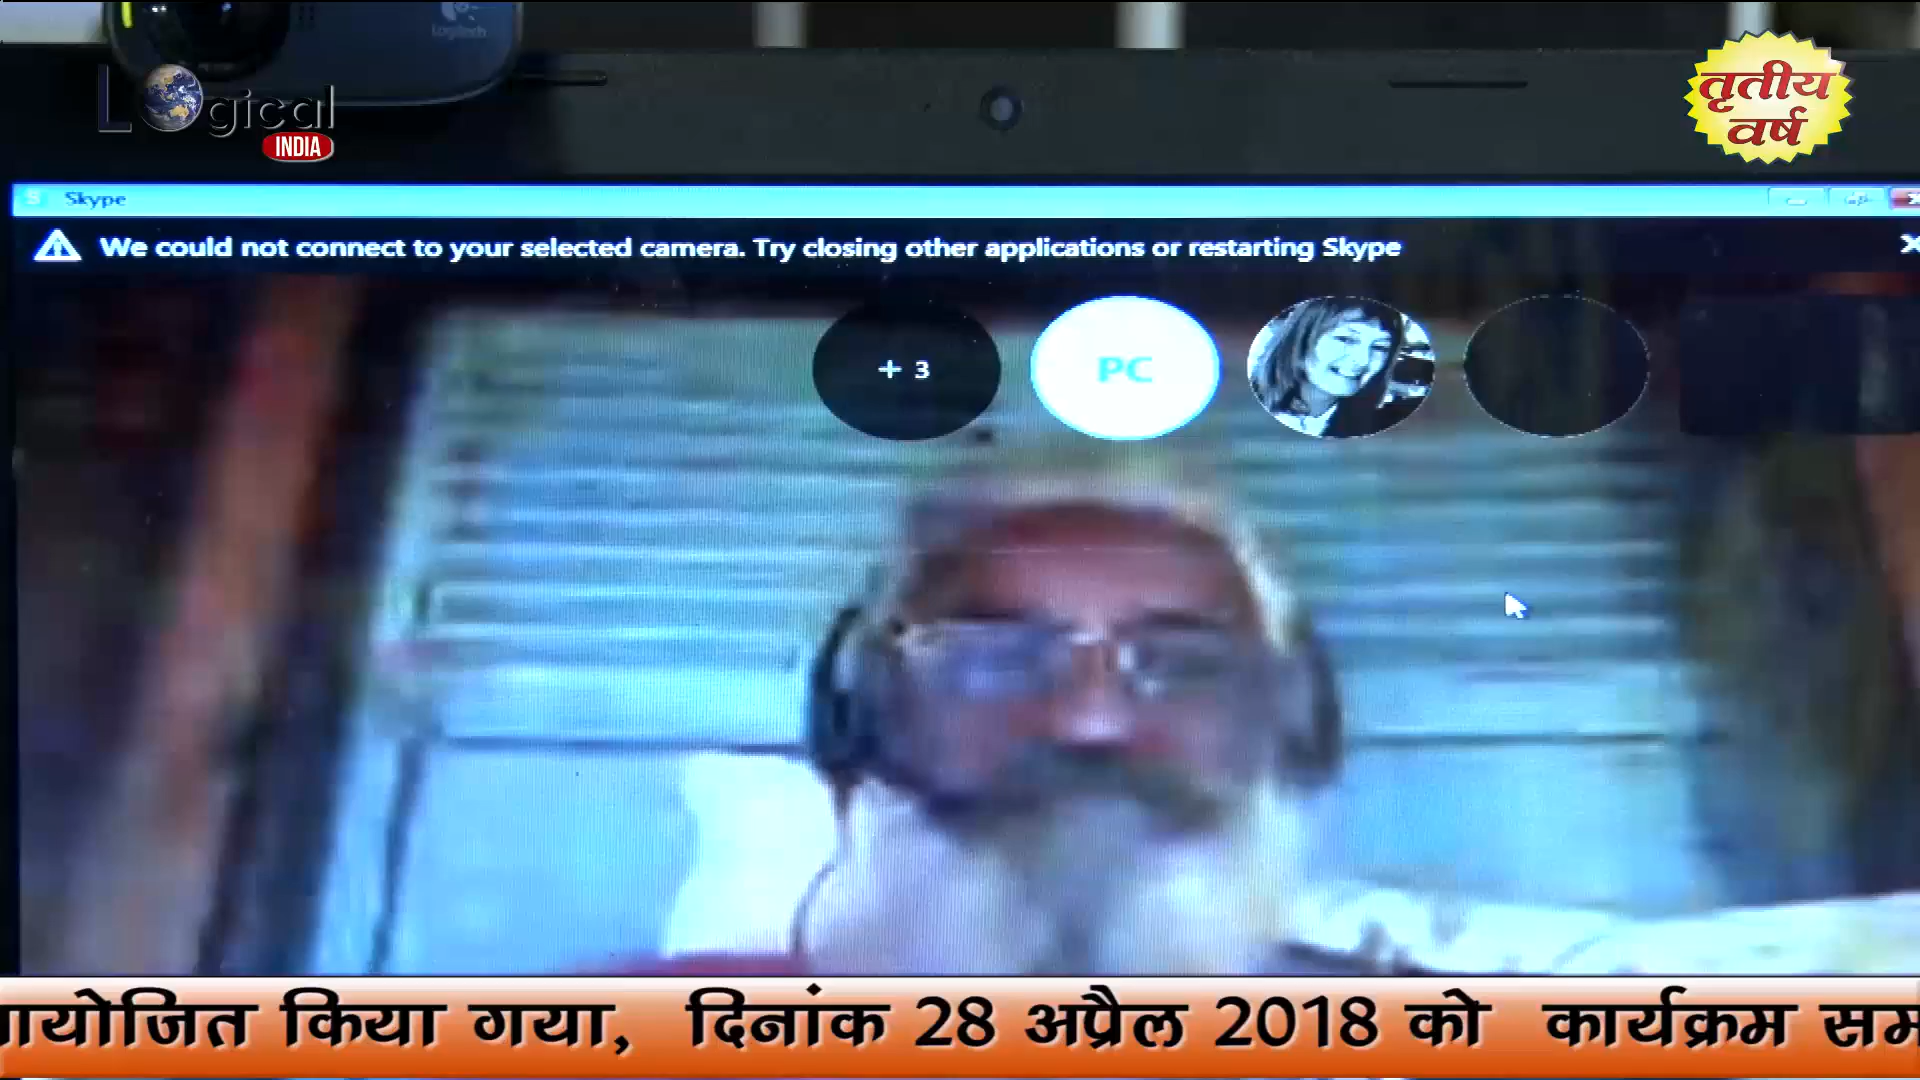 Logitech
Logical
INDIA
तृतीय
वर्ष
Skype
We could not connect to your selected camera. Try closing other applications or restarting Skype
+ 3
PC
किया गया, दिनांक 28 अप्रैल 2018 को कार्यक्रम